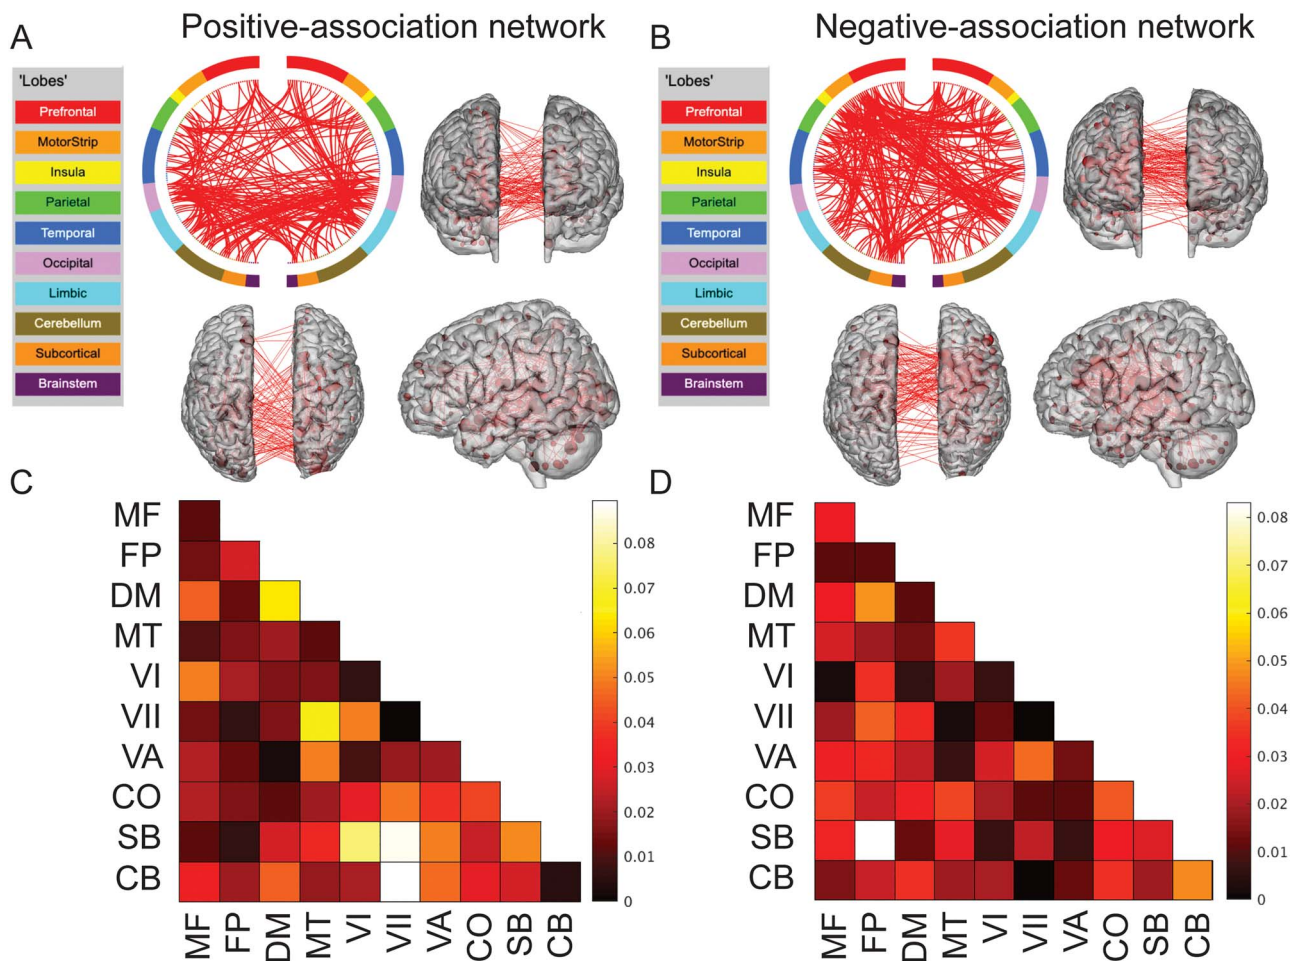 A
Positive-association network
'Lobes'
Prefrontal
MotorStrip
Insula
Parietal
Temporal
Occipital
Limbic
Cerebellum
Subcortical
Brainstem
B
Negative-association network
'Lobes'
Prefrontal
MotorStrip
Insula
Parietal
Temporal
Occipital
Limbic
Cerebellum
Subcortical
Brainstem
C
MF
FP
DM
MT
VI
VII
VA
CO
SB
CB
MF FP DM MT VI VII VA CO SB CB
0.08
0.07
0.06
0.05
0.04
0.03
0.02
0.01
0
D
MF
FP
DM
MT
VI
VII
VA
CO
SB
CB
MF FP DM MT VI VII VA CO SB CB
0.08
0.07
0.06
0.05
0.04
0.03
0.02
0.01
0